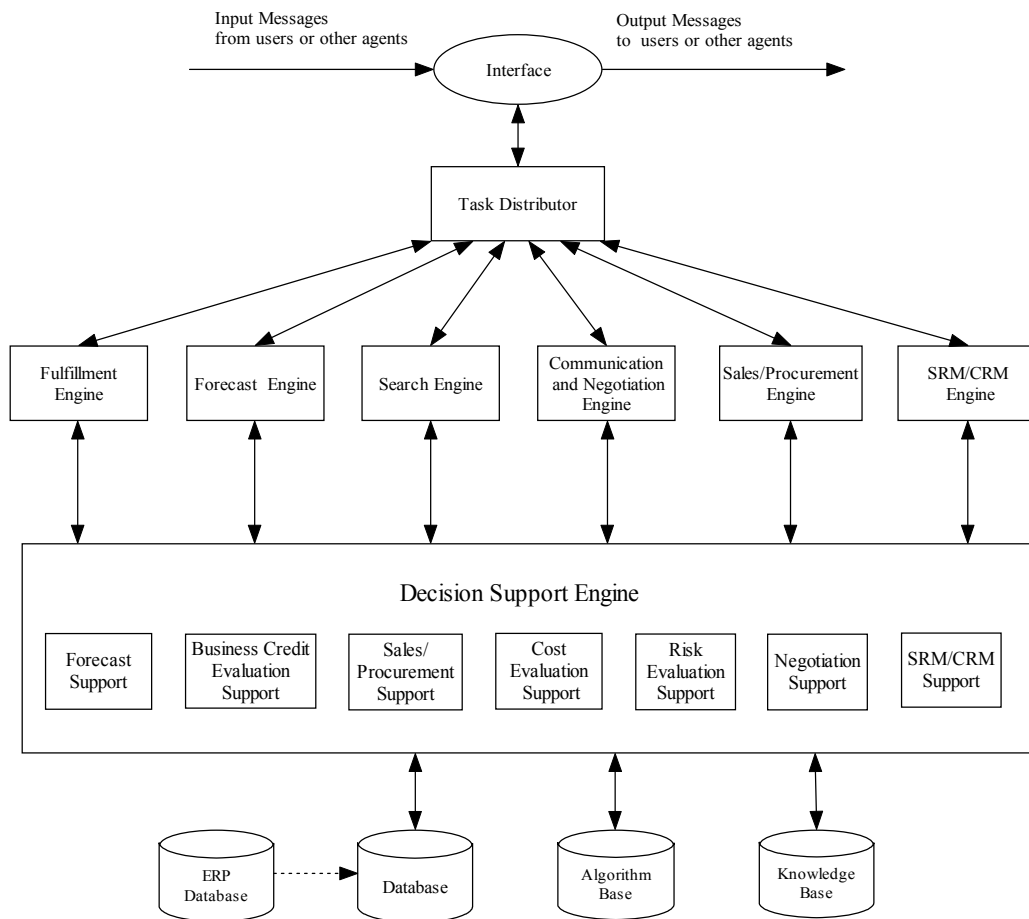 Input Messages
from users or other agents
Output Messages
to users or other agents
Interface
Task Distributor
Fulfillment
Engine
Forecast Engine
Search Engine
Communication
and Negotiation
Engine
Sales/Procurement
Engine
SRM/CRM
Engine
Decision Support Engine
Forecast
Support
Business Credit
Evaluation
Support
Sales/
Procurement
Support
Cost
Evaluation
Support
Risk
Evaluation
Support
Negotiation
Support
SRM/CRM
Support
ERP
Database
Database
Algorithm
Base
Knowledge
Base